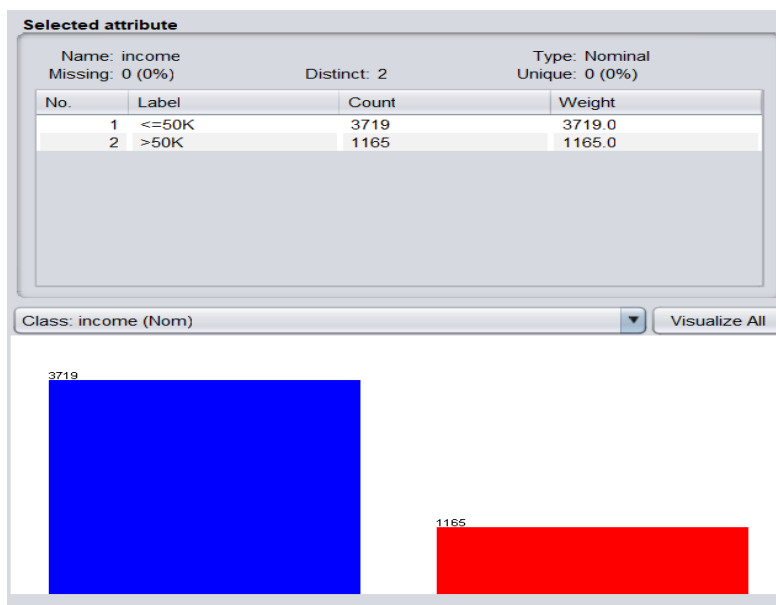 Selected attribute
Name: income Type: Nominal
Missing: 0 (0%) Distinct: 2 Unique: 0 (0%)
No. Label Count Weight
1 <=50K 3719 3719.0
2 >50K 1165 1165.0
Class: income (Nom) Visualize All
3719
1165